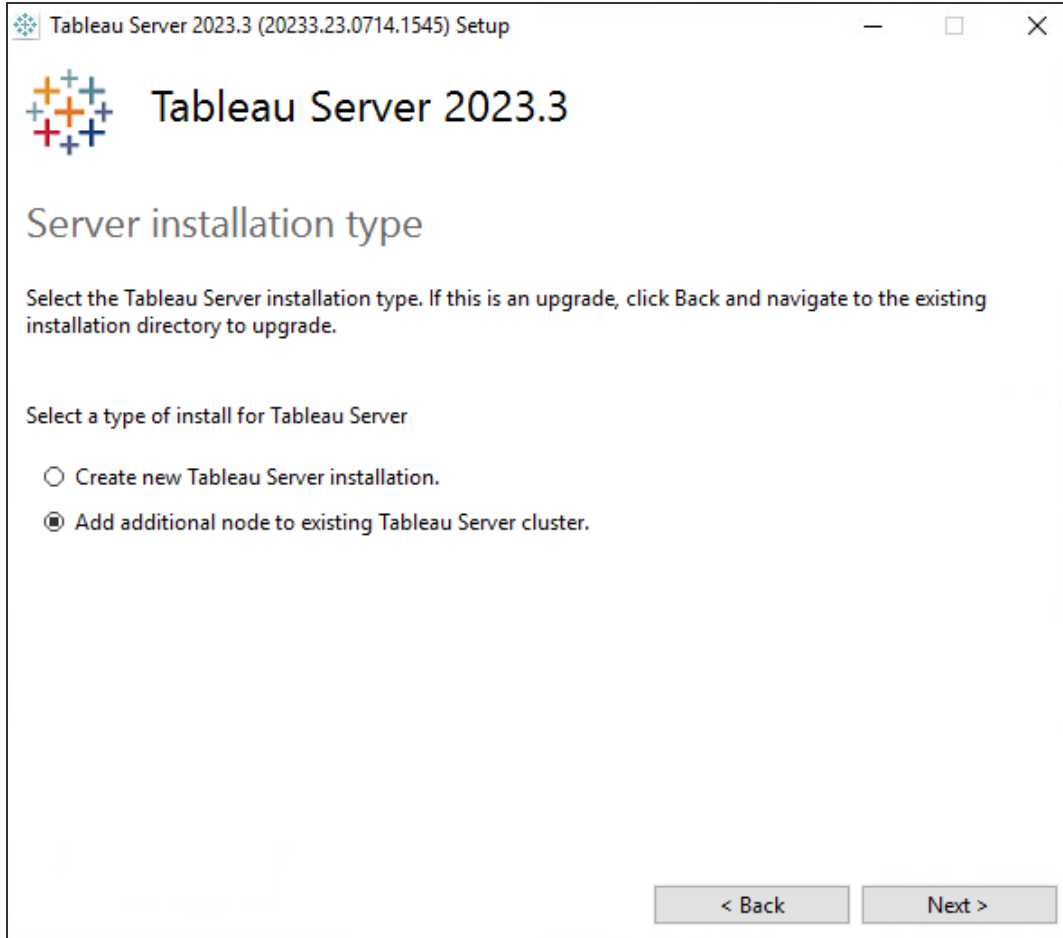 Tableau Server 2023.3 (20233.23.0714.1545) Setup
Tableau Server 2023.3
Server installation type
Select the Tableau Server installation type. If this is an upgrade, click Back and navigate to the existing
installation directory to upgrade.
Select a type of install for Tableau Server
Create new Tableau Server installation.
Add additional node to existing Tableau Server cluster.
< Back
Next >